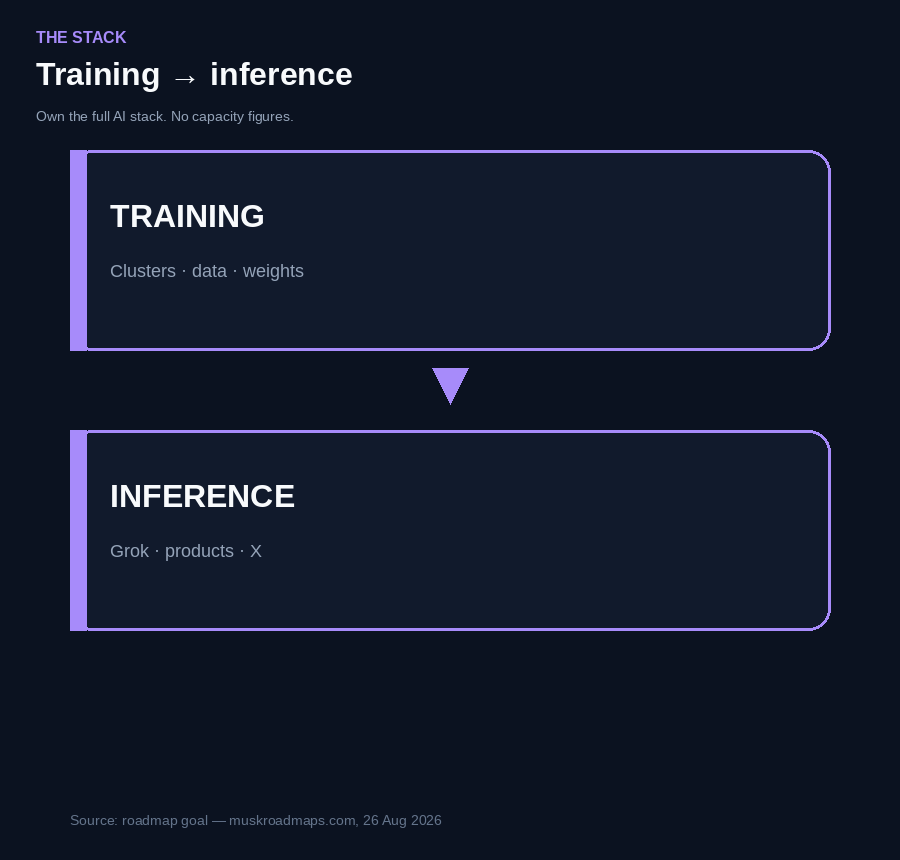 THE STACK
Training → inference
Own the full AI stack. No capacity figures.
TRAINING
Clusters · data · weights
INFERENCE
Grok · products · X
Source: roadmap goal — muskroadmaps.com, 26 Aug 2026